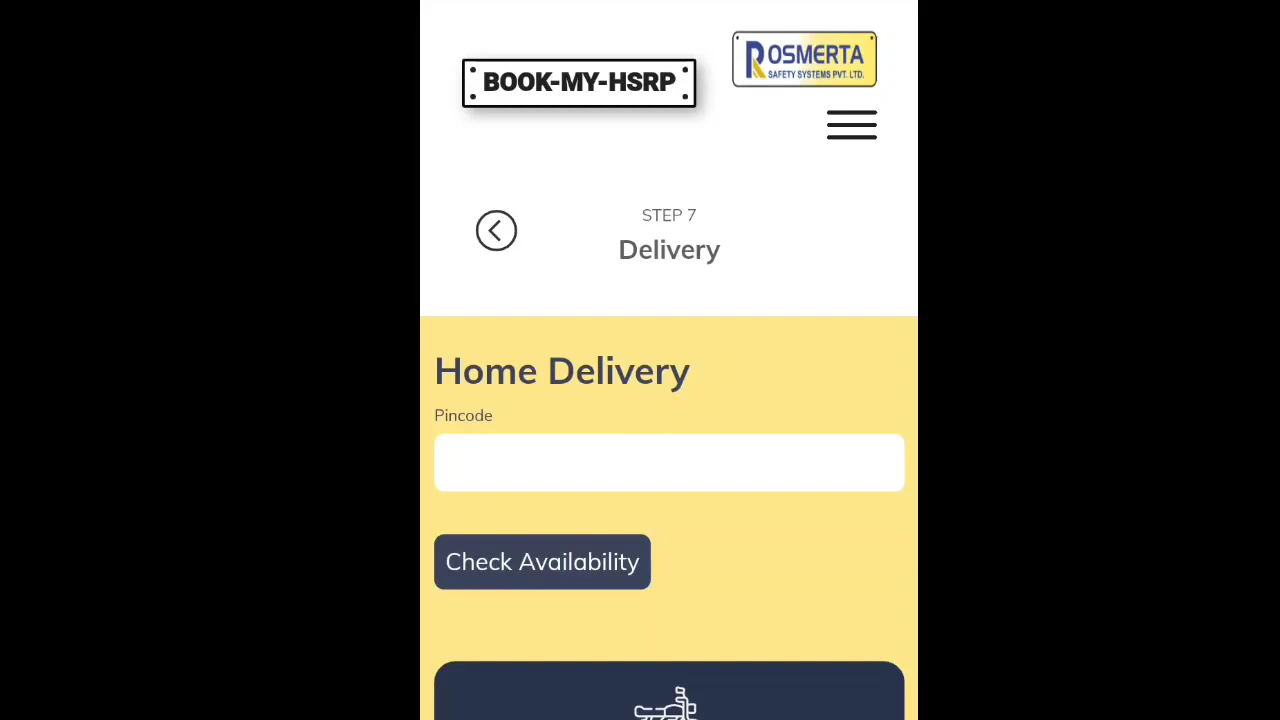 BOOK-MY-HSRP
ROSMERTA
SAFETY SYSTEMS PVT. LTD.
STEP 7
Delivery
Home Delivery
Pincode
Check Availability